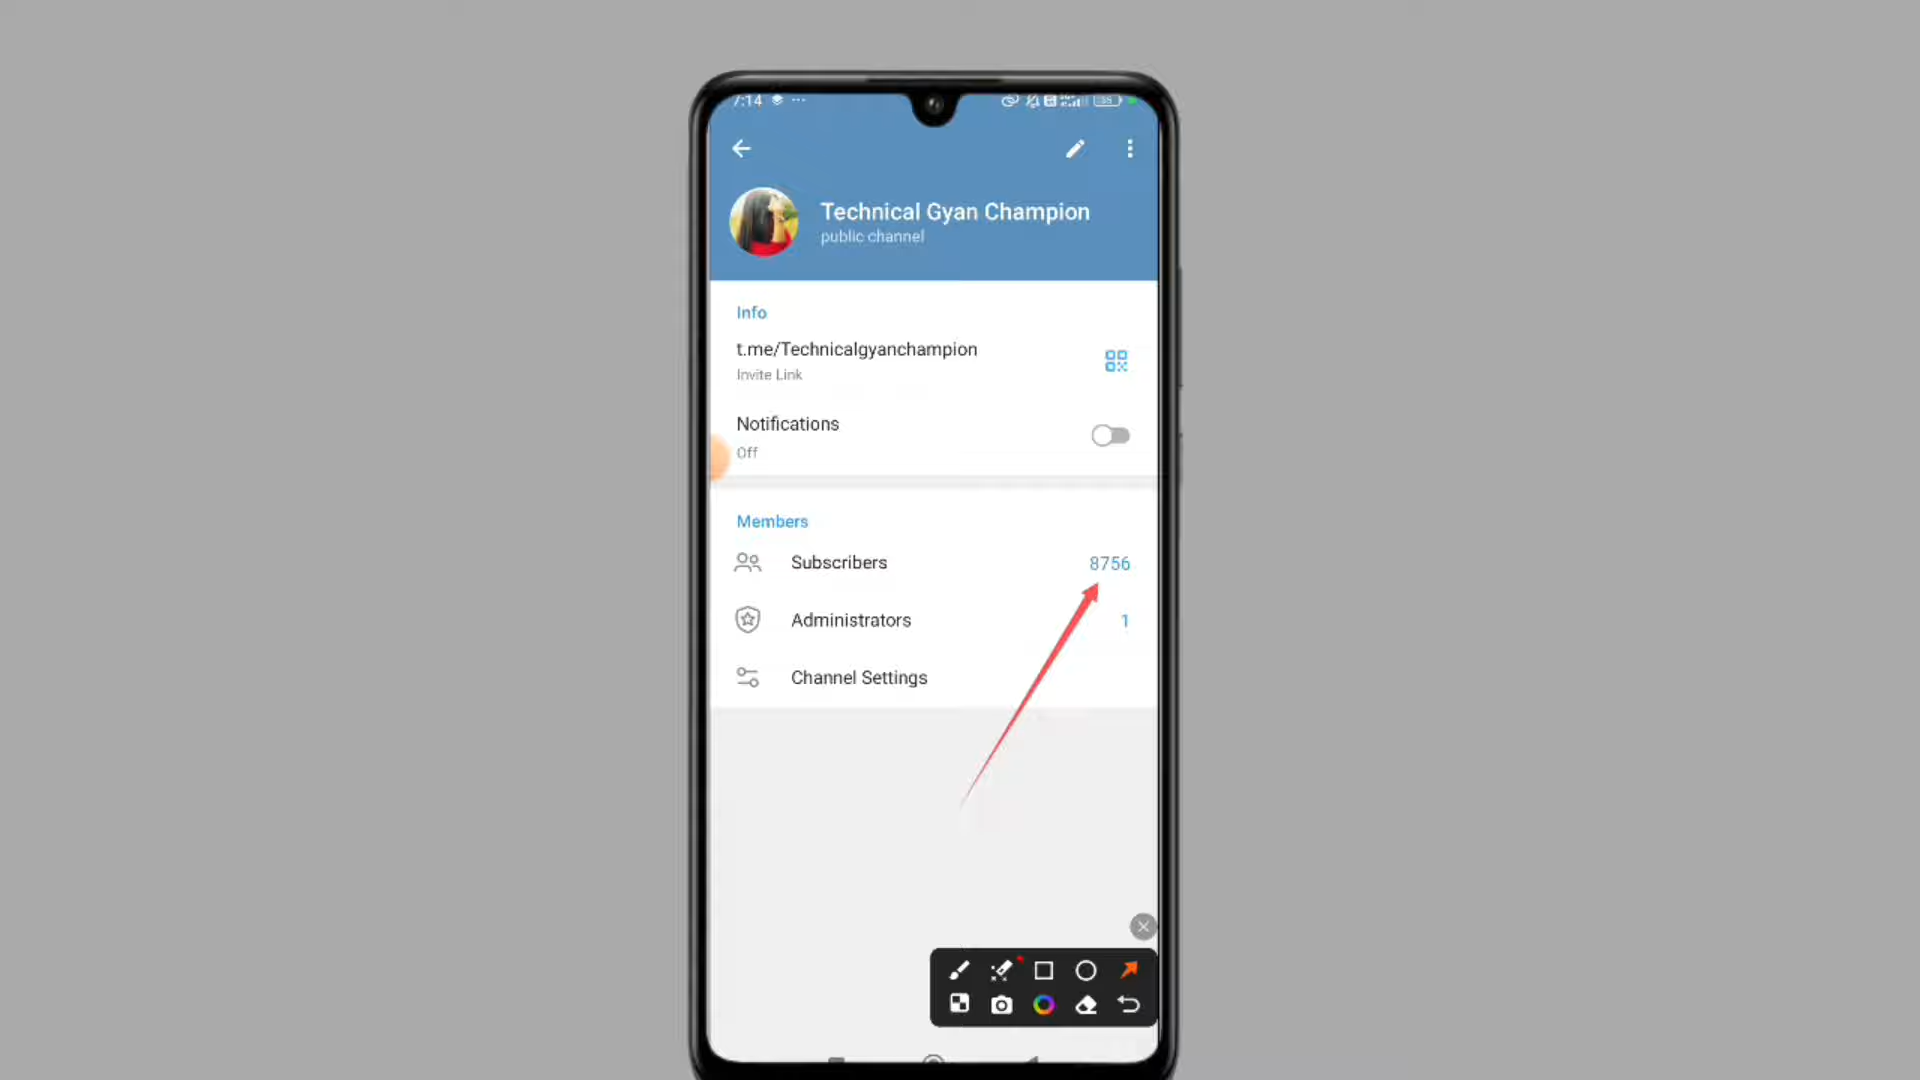 7:14
Technical Gyan Champion
public channel
Info
t.me/Technicalgyanchampion
Invite Link
Notifications
Off
Members
Subscribers 8756
Administrators 1
Channel Settings